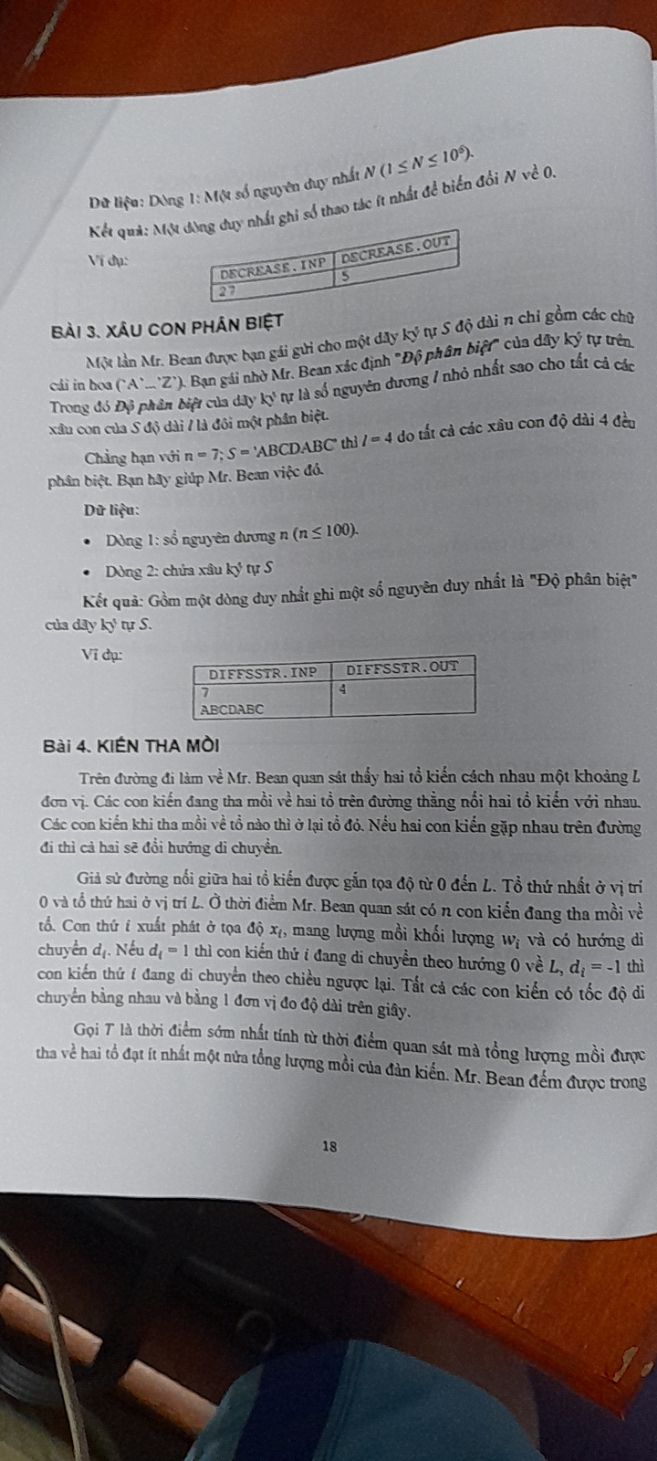 Dữ liệu: Dòng 1: Một số nguyên duy nhất N (1 ≤ N ≤ 10⁶).
Kết quả: Một dòng duy nhất ghi số thao tác ít nhất để biến đổi N về 0.
Ví dụ:
DECREASE.INP DECREASE.OUT
27 5
BÀI 3. XÂU CON PHÂN BIỆT
Một lần Mr. Bean được bạn gái gửi cho một dãy ký tự S độ dài n chỉ gồm các chữ
cái in hoa (`A`...'Z'). Bạn gái nhờ Mr. Bean xác định "Độ phân biệt" của dãy ký tự trên.
Trong đó Độ phân biệt của dãy ký tự là số nguyên dương l nhỏ nhất sao cho tất cả các
xâu con của S độ dài l là đôi một phân biệt.
Chẳng hạn với n = 7; S = 'ABCDABC' thì l = 4 do tất cả các xâu con độ dài 4 đều
phân biệt. Bạn hãy giúp Mr. Bean việc đó.
Dữ liệu:
• Dòng 1: số nguyên dương n (n ≤ 100).
• Dòng 2: chứa xâu ký tự S
Kết quả: Gồm một dòng duy nhất ghi một số nguyên duy nhất là "Độ phân biệt"
của dãy ký tự S.
Ví dụ:
DIFFSSTR.INP DIFFSSTR.OUT
7 4
ABCDABC
Bài 4. KIẾN THA MỒI
Trên đường đi làm về Mr. Bean quan sát thấy hai tổ kiến cách nhau một khoảng L
đơn vị. Các con kiến đang tha mồi về hai tổ trên đường thẳng nối hai tổ kiến với nhau.
Các con kiến khi tha mồi về tổ nào thì ở lại tổ đó. Nếu hai con kiến gặp nhau trên đường
đi thì cả hai sẽ đổi hướng di chuyển.
Giả sử đường nối giữa hai tổ kiến được gắn tọa độ từ 0 đến L. Tổ thứ nhất ở vị trí
0 và tổ thứ hai ở vị trí L. Ở thời điểm Mr. Bean quan sát có n con kiến đang tha mồi về
tổ. Con thứ i xuất phát ở tọa độ xᵢ, mang lượng mồi khối lượng wᵢ và có hướng di
chuyển dᵢ. Nếu dᵢ = 1 thì con kiến thứ i đang di chuyển theo hướng 0 về L, dᵢ = -1 thì
con kiến thứ i đang di chuyển theo chiều ngược lại. Tất cả các con kiến có tốc độ di
chuyển bằng nhau và bằng 1 đơn vị đo độ dài trên giây.
Gọi T là thời điểm sớm nhất tính từ thời điểm quan sát mà tổng lượng mồi được
tha về hai tổ đạt ít nhất một nửa tổng lượng mồi của đàn kiến. Mr. Bean đếm được trong
18